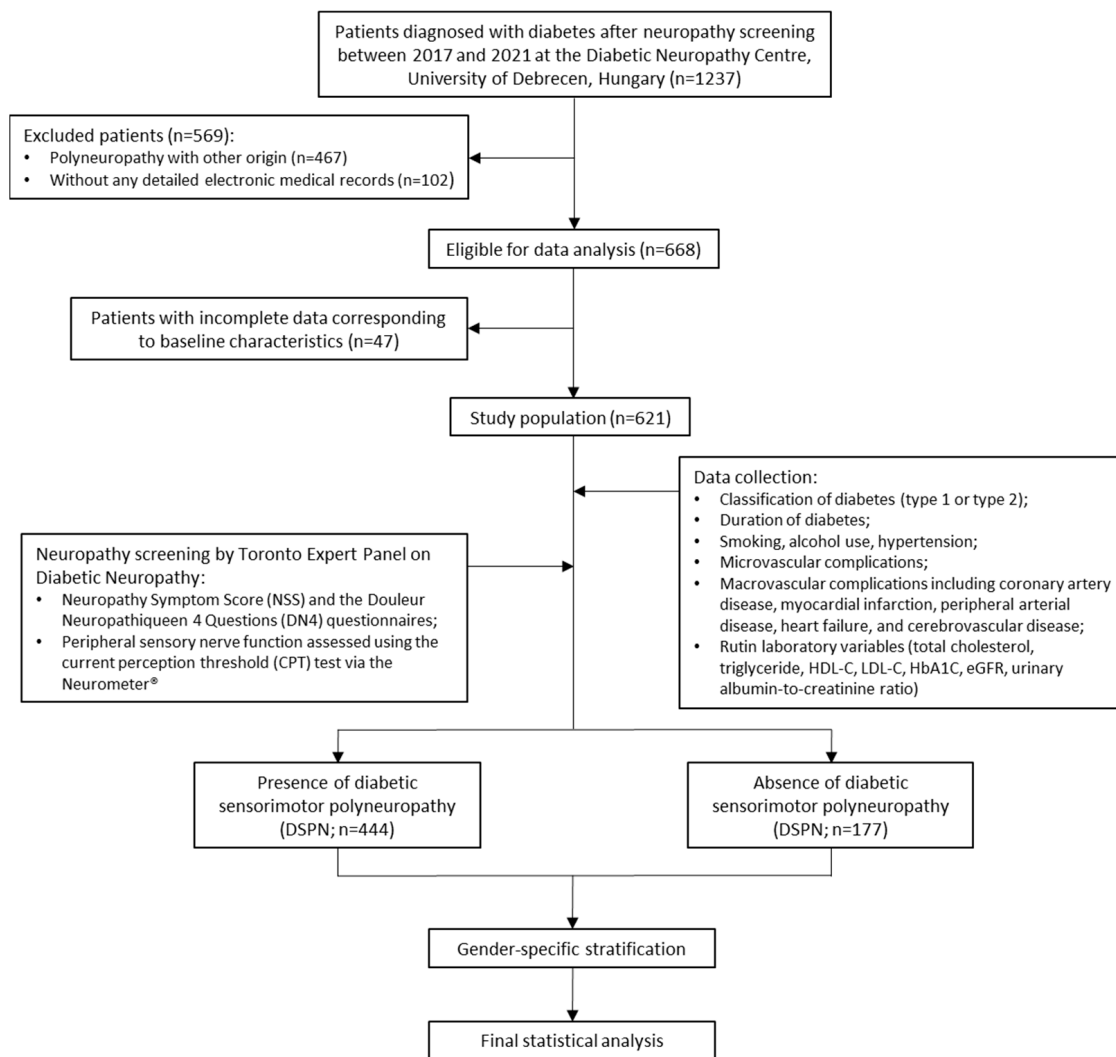 Patients diagnosed with diabetes after neuropathy screening
between 2017 and 2021 at the Diabetic Neuropathy Centre,
University of Debrecen, Hungary (n=1237)
Excluded patients (n=569):
• Polyneuropathy with other origin (n=467)
• Without any detailed electronic medical records (n=102)
Eligible for data analysis (n=668)
Patients with incomplete data corresponding
to baseline characteristics (n=47)
Study population (n=621)
Data collection:
• Classification of diabetes (type 1 or type 2);
• Duration of diabetes;
• Smoking, alcohol use, hypertension;
• Microvascular complications;
• Macrovascular complications including coronary artery
disease, myocardial infarction, peripheral arterial
disease, heart failure, and cerebrovascular disease;
• Rutin laboratory variables (total cholesterol,
triglyceride, HDL-C, LDL-C, HbA1C, eGFR, urinary
albumin-to-creatinine ratio)
Neuropathy screening by Toronto Expert Panel on
Diabetic Neuropathy:
• Neuropathy Symptom Score (NSS) and the Douleur
Neuropathiqueen 4 Questions (DN4) questionnaires;
• Peripheral sensory nerve function assessed using the
current perception threshold (CPT) test via the
Neurometer®
Presence of diabetic
sensorimotor polyneuropathy
(DSPN; n=444)
Absence of diabetic
sensorimotor polyneuropathy
(DSPN; n=177)
Gender-specific stratification
Final statistical analysis